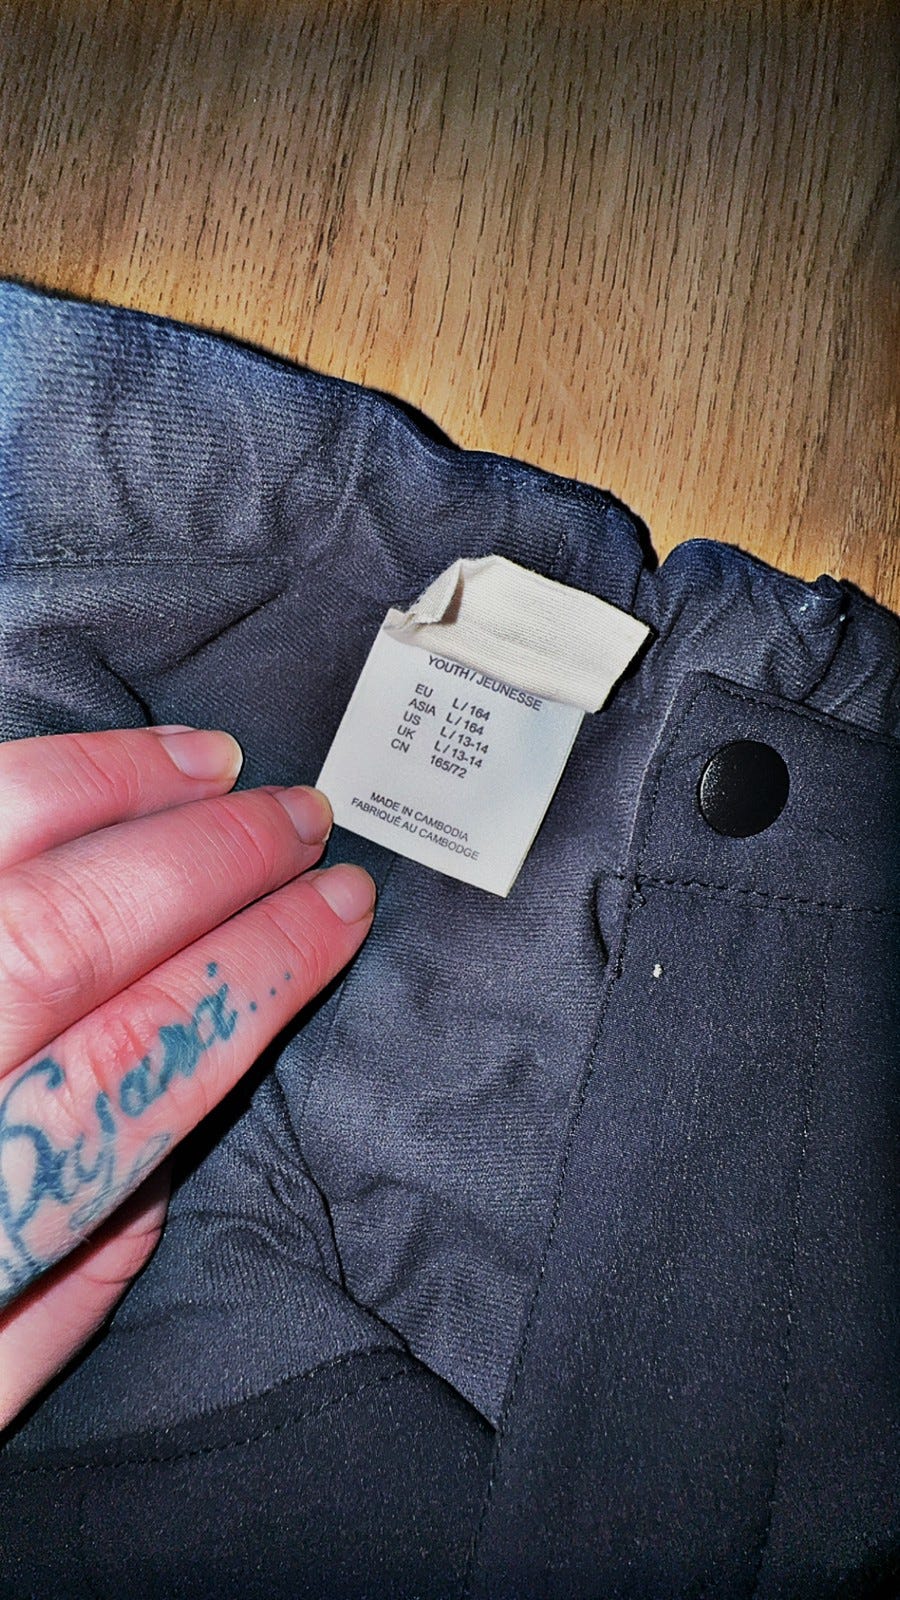 YOUTH / JEUNESSE
EU L / 164
ASIA L / 164
US L / 13-14
UK L / 13-14
CN 165/72
MADE IN CAMBODIA
FABRIQUÉ AU CAMBODGE